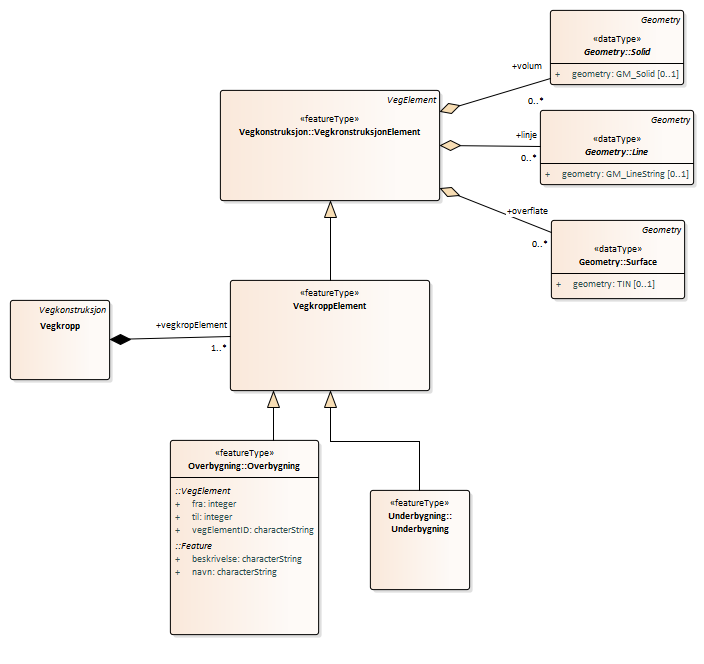 Geometry
«dataType»
Geometry::Solid
+ geometry: GM_Solid [0..1]
+volum
0..*
VegElement
«featureType»
Vegkonstruksjon::VegkronstruksjonElement
Geometry
«dataType»
Geometry::Line
+ geometry: GM_LineString [0..1]
+linje
0..*
+overflate
0..*
Geometry
«dataType»
Geometry::Surface
+ geometry: TIN [0..1]
«featureType»
VegkroppElement
Vegkonstruksjon
Vegkropp
+vegkropElement
1..*
«featureType»
Overbygning::Overbygning
::VegElement
+ fra: integer
+ til: integer
+ vegElementID: characterString
::Feature
+ beskrivelse: characterString
+ navn: characterString
«featureType»
Underbygning::
Underbygning